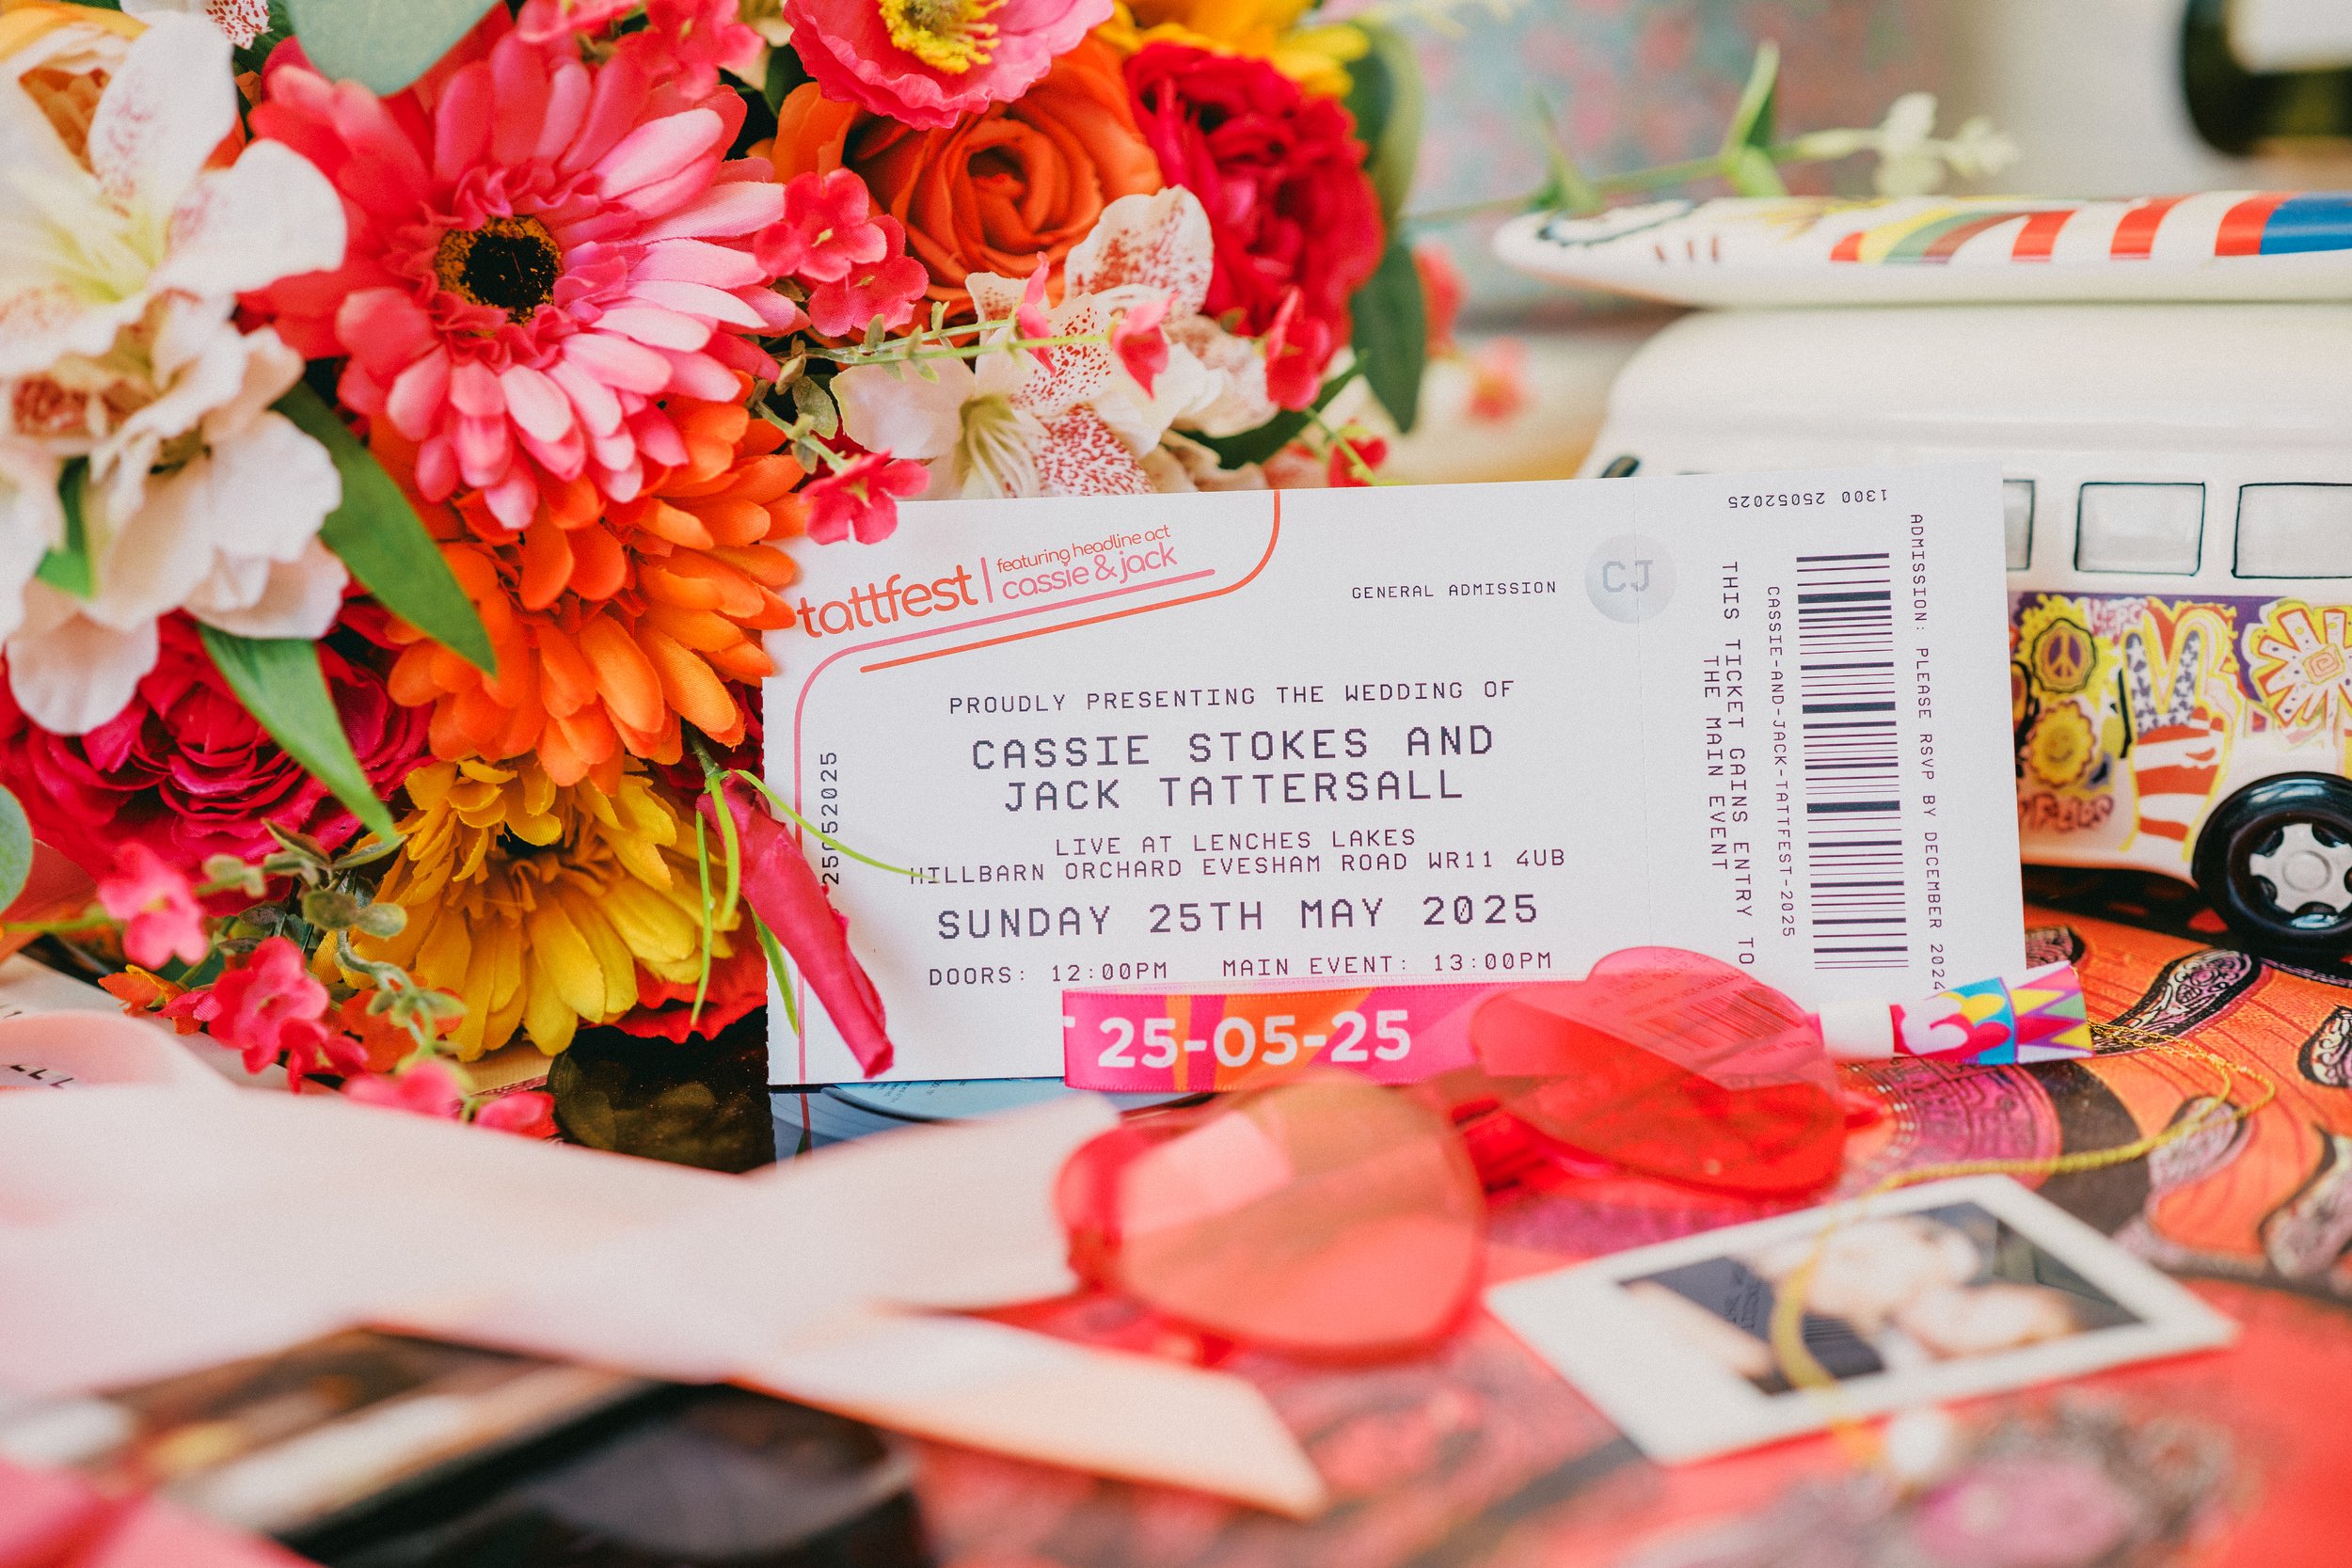 tattfest
featuring headline act
cassie & jack
GENERAL ADMISSION
CJ
PROUDLY PRESENTING THE WEDDING OF
CASSIE STOKES AND
JACK TATTERSALL
LIVE AT LENCHES LAKES
HILLBARN ORCHARD EVESHAM ROAD WR11 4UB
SUNDAY 25TH MAY 2025
DOORS: 12:00PM MAIN EVENT: 13:00PM
25052025
1300 25052025
THIS TICKET GAINS ENTRY TO
THE MAIN EVENT
CASSIE-AND-JACK-TATTFEST-2025
ADMISSION: PLEASE RSVP BY DECEMBER 2024
25-05-25